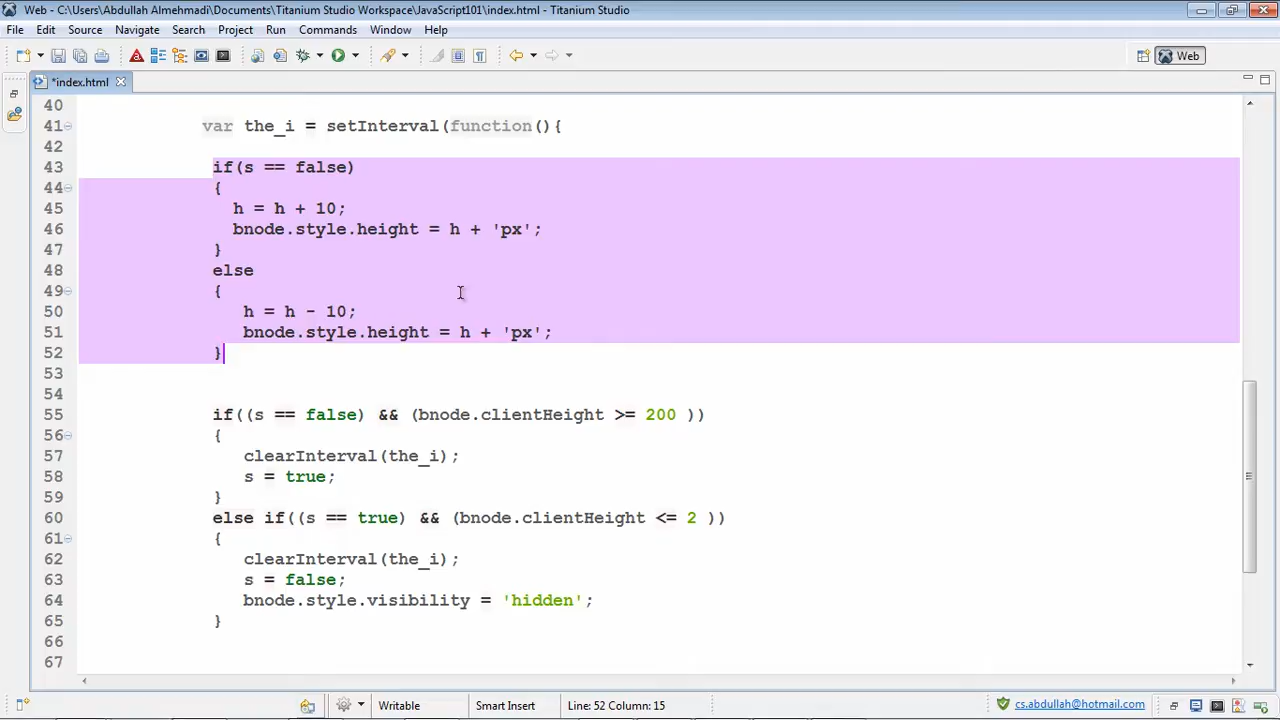 Web - C:\Users\Abdullah Almehmadi\Documents\Titanium Studio Workspace\JavaScript101\index.html - Titanium Studio
File Edit Source Navigate Search Project Run Commands Window Help
Web
*index.html
40
41 var the_i = setInterval(function(){
42
43 if(s == false)
44 {
45 h = h + 10;
46 bnode.style.height = h + 'px';
47 }
48 else
49 {
50 h = h - 10;
51 bnode.style.height = h + 'px';
52 }
53
54
55 if((s == false) && (bnode.clientHeight >= 200 ))
56 {
57 clearInterval(the_i);
58 s = true;
59 }
60 else if((s == true) && (bnode.clientHeight <= 2 ))
61 {
62 clearInterval(the_i);
63 s = false;
64 bnode.style.visibility = 'hidden';
65 }
66
67
Writable Smart Insert Line: 52 Column: 15 cs.abdullah@hotmail.com